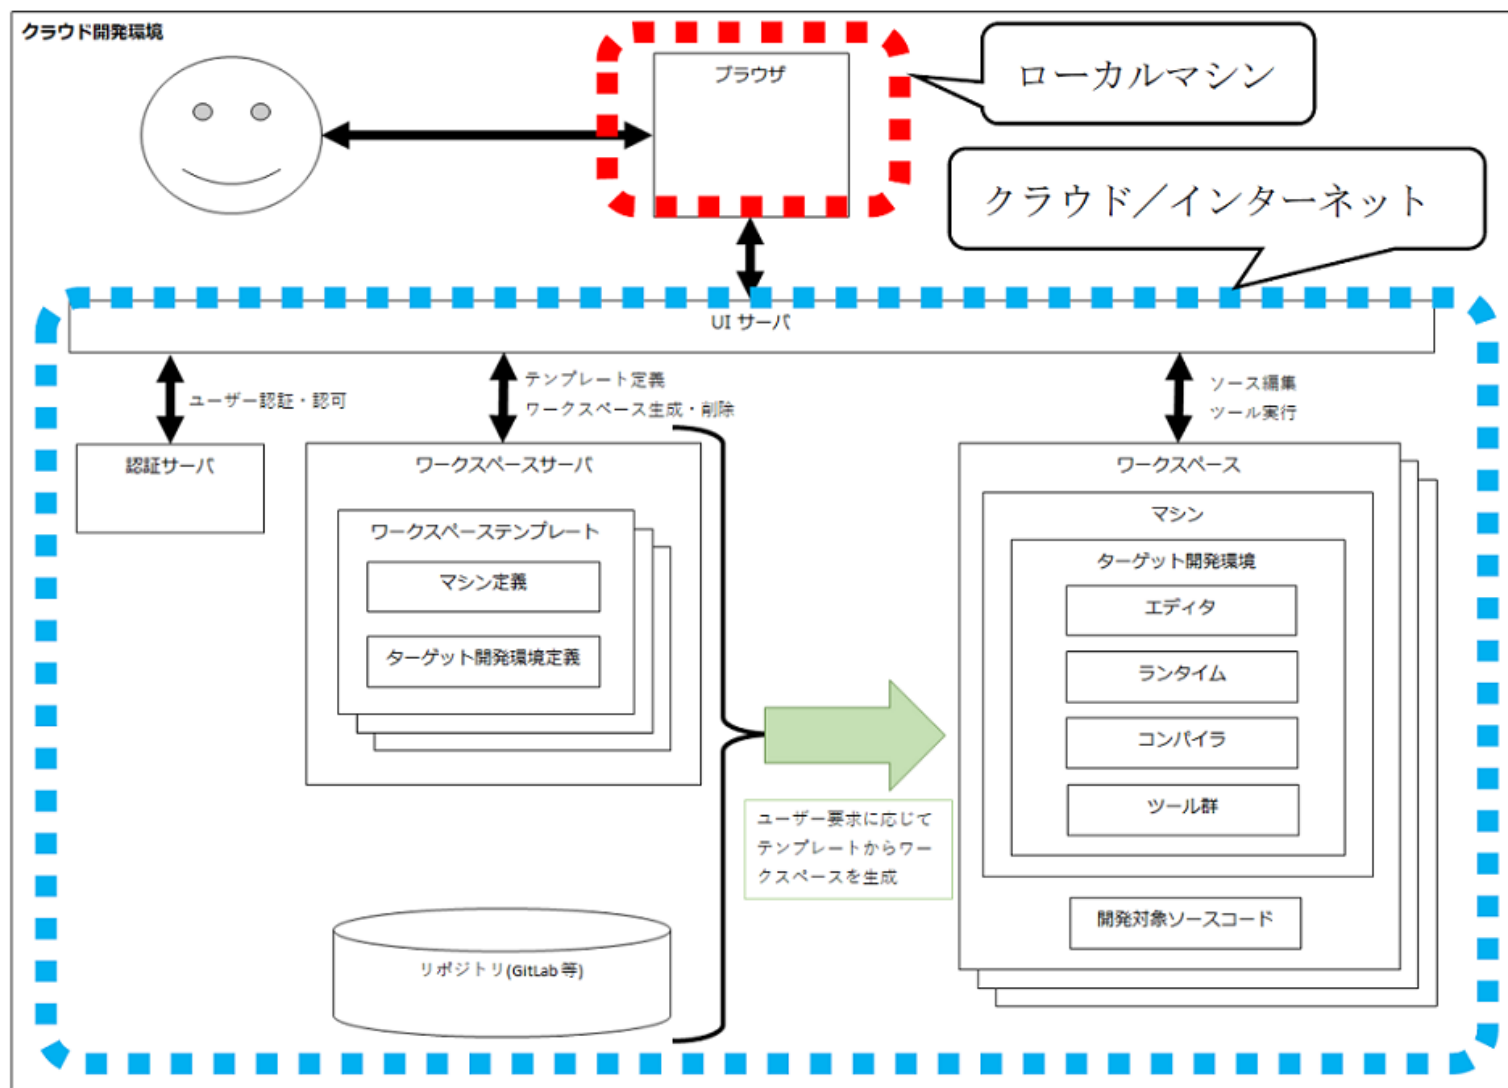 クラウド開発環境
ブラウザ
ローカルマシン
クラウド／インターネット
UI サーバ
ユーザー認証・認可
テンプレート定義
ワークスペース生成・削除
ソース編集
ツール実行
認証サーバ
ワークスペースサーバ
ワークスペーステンプレート
マシン定義
ターゲット開発環境定義
リポジトリ(GitLab 等)
ユーザー要求に応じて
テンプレートからワー
クスペースを生成
ワークスペース
マシン
ターゲット開発環境
エディタ
ランタイム
コンパイラ
ツール群
開発対象ソースコード